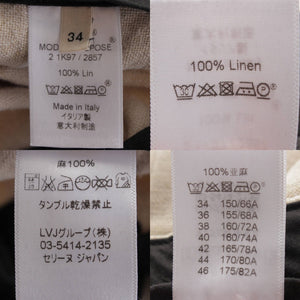 34
2 1K97 / 2857
100% Lin
Made in Italy
イタリア製
意大利制造
100% Linen
麻100%
タンブル乾燥禁止
LVJグループ(株)
03-5414-2135
セリーヌ ジャパン
100%亚麻
34 150/66A
36 155/68A
38 160/72A
40 160/74A
42 165/78A
44 170/82A
46 175/82A